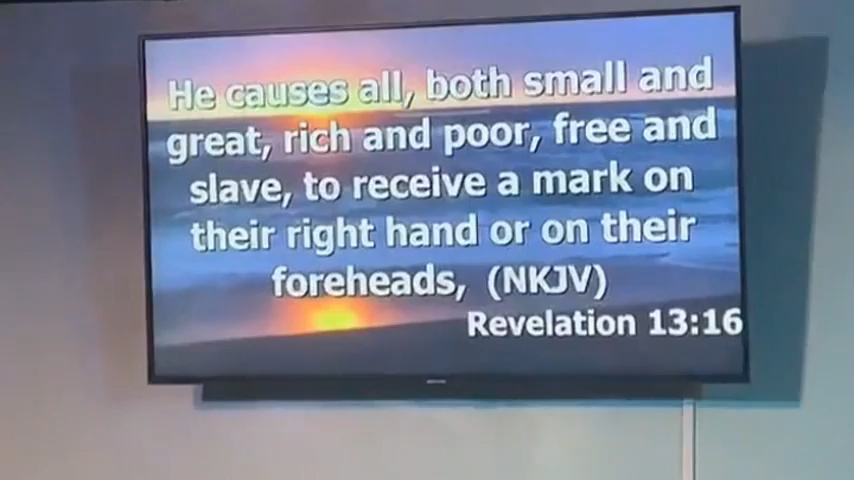 He causes all, both small and
great, rich and poor, free and
slave, to receive a mark on
their right hand or on their
foreheads, (NKJV)
Revelation 13:16